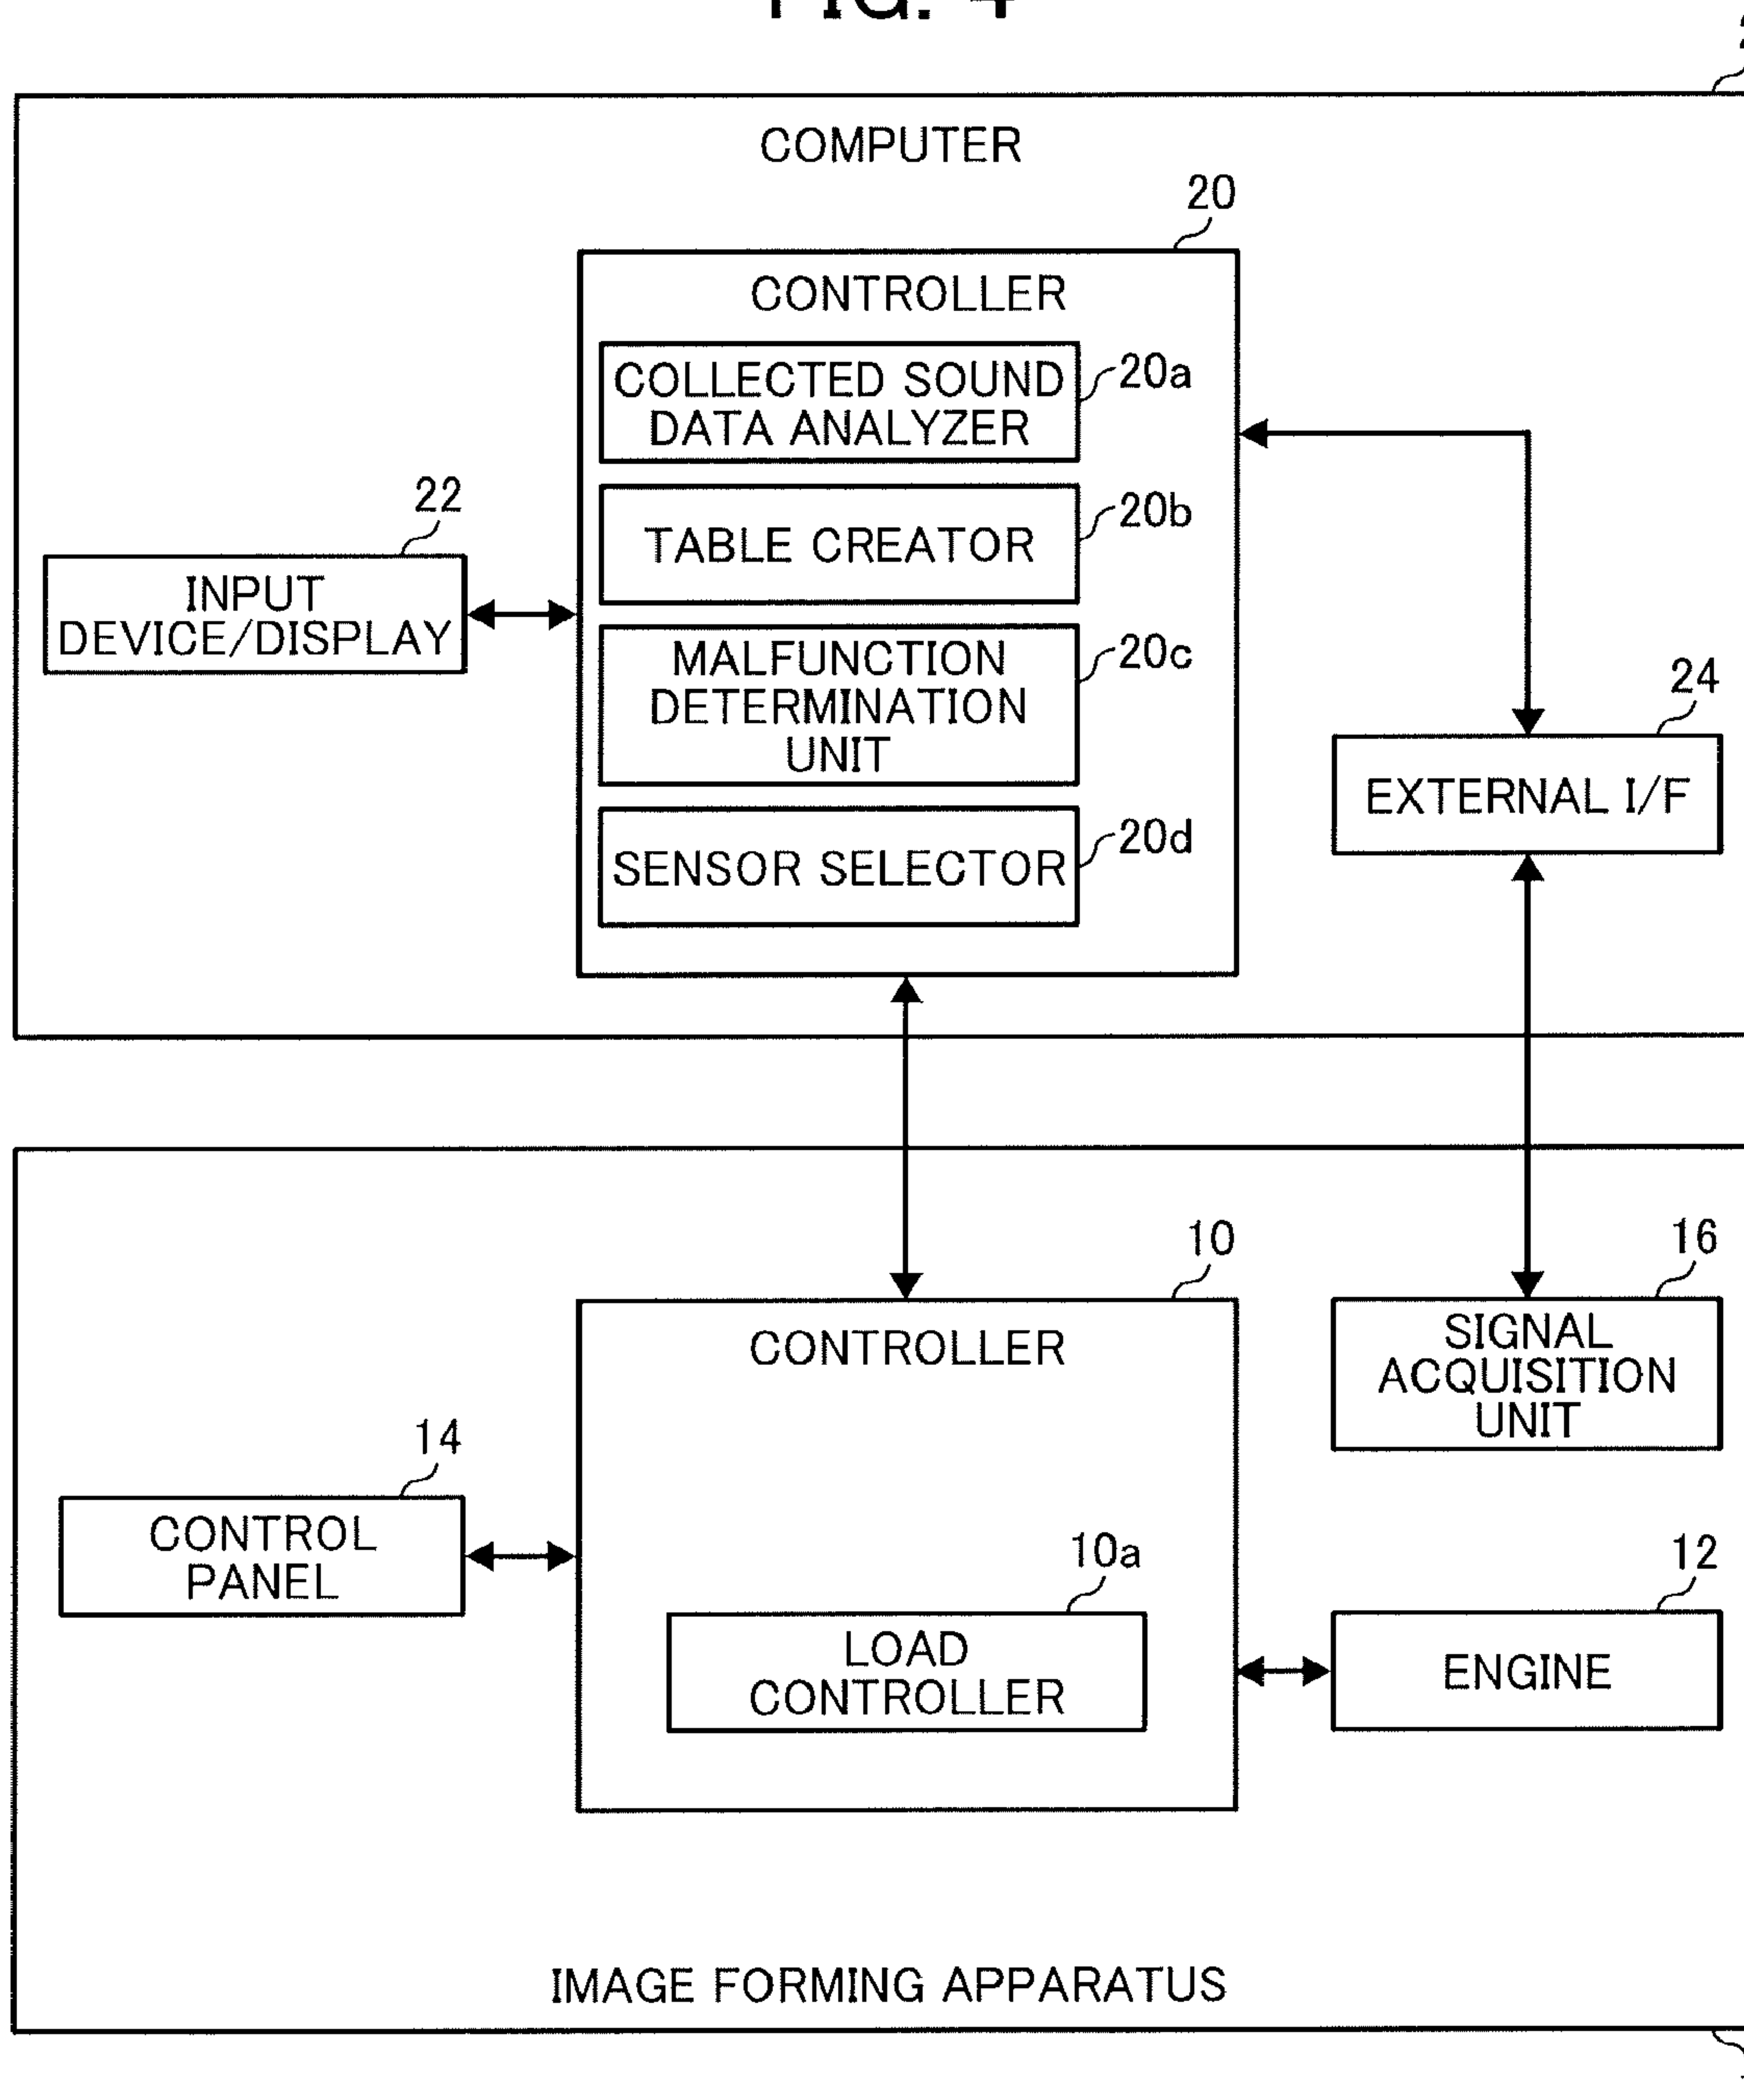 FIG. 4
COMPUTER
20
CONTROLLER
COLLECTED SOUND
DATA ANALYZER
20a
TABLE CREATOR
20b
MALFUNCTION
DETERMINATION
UNIT
20c
SENSOR SELECTOR
20d
22
INPUT
DEVICE/DISPLAY
24
EXTERNAL I/F
10
CONTROLLER
16
SIGNAL
ACQUISITION
UNIT
14
CONTROL
PANEL
10a
LOAD
CONTROLLER
12
ENGINE
IMAGE FORMING APPARATUS